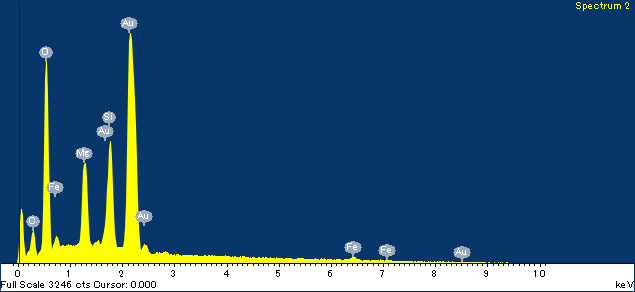 Spectrum 2
Au
O
Si
Au
Mg
Fe
C
Au
Fe
Fe
Au
0 1 2 3 4 5 6 7 8 9 10
Full Scale 3246 cts Cursor: 0.000 keV